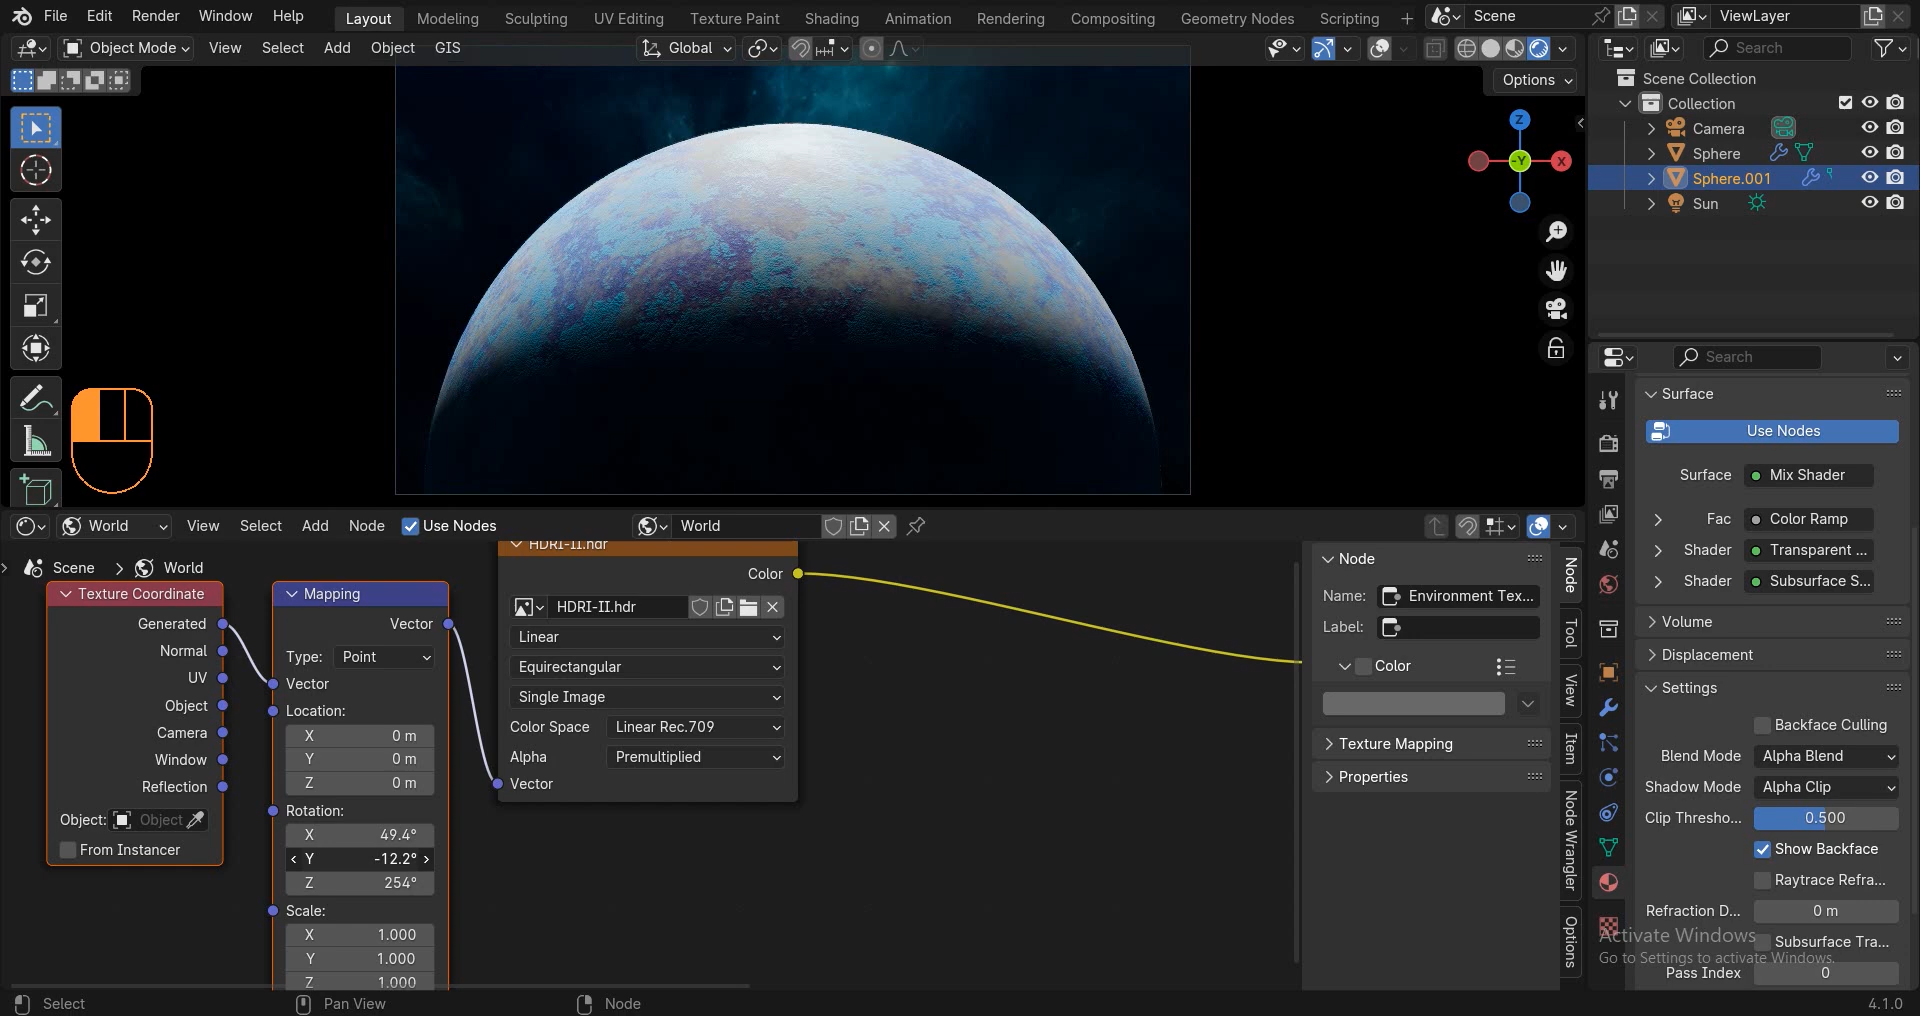 File Edit Render Window Help Layout Modeling Sculpting UV Editing Texture Paint Shading Animation Rendering Compositing Geometry Nodes Scripting + Scene ViewLayer
Object Mode View Select Add Object GIS Global Search
Options
Z
-Y
X
Scene Collection
Collection
Camera
Sphere
Sphere.001
Sun
Search
Surface
Use Nodes
Surface Mix Shader
Fac Color Ramp
Shader Transparent ...
Shader Subsurface S...
Volume
Displacement
Settings
Backface Culling
Blend Mode Alpha Blend
Shadow Mode Alpha Clip
Clip Thresho... 0.500
Show Backface
Raytrace Refra...
Refraction D... 0 m
Subsurface Tra...
Pass Index 0
Activate Windows
Go to Settings to activate Windows.
World View Select Add Node Use Nodes World
Scene > World
Texture Coordinate
Generated
Normal
UV
Object
Camera
Window
Reflection
Object: Object
From Instancer
Mapping
Vector
Type: Point
Vector
Location:
X 0 m
Y 0 m
Z 0 m
Rotation:
X 49.4°
Y -12.2°
Z 254°
Scale:
X 1.000
Y 1.000
Z 1.000
HDRI-II.hdr
Color
HDRI-II.hdr
Linear
Equirectangular
Single Image
Color Space Linear Rec.709
Alpha Premultiplied
Vector
Node
Name: Environment Tex...
Label:
Color
Texture Mapping
Properties
Node
Tool
View
Item
Node Wrangler
Options
Select Pan View Node 4.1.0